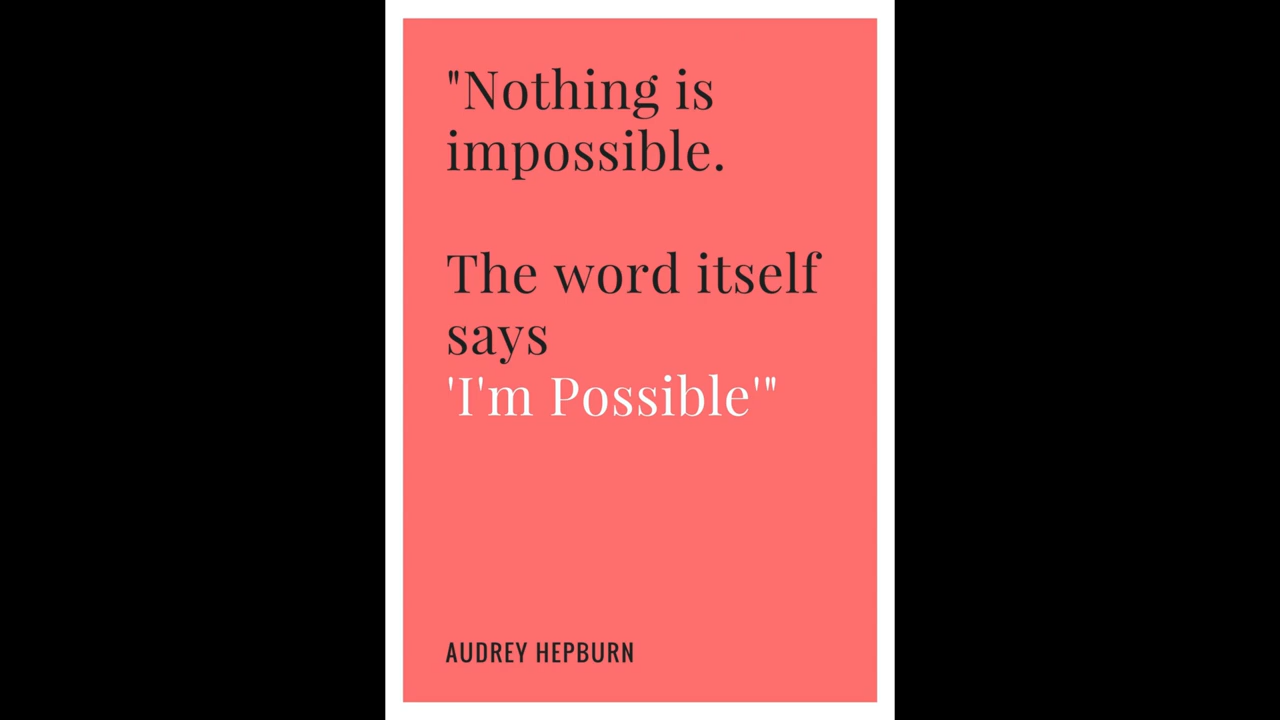 "Nothing is
impossible.
The word itself
says
'I'm Possible'"
AUDREY HEPBURN